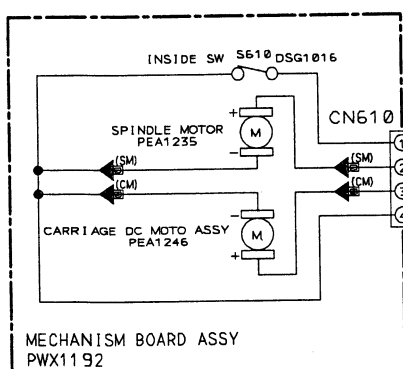 INSIDE SW S610 DSG1016
CN610
+
SPINDLE MOTOR
PEA1235
M
-
1
(SM)
(SM)
2
(CM)
(CM)
3
-
4
CARRIAGE DC MOTO ASSY
PEA1246
M
+
MECHANISM BOARD ASSY
PWX1192